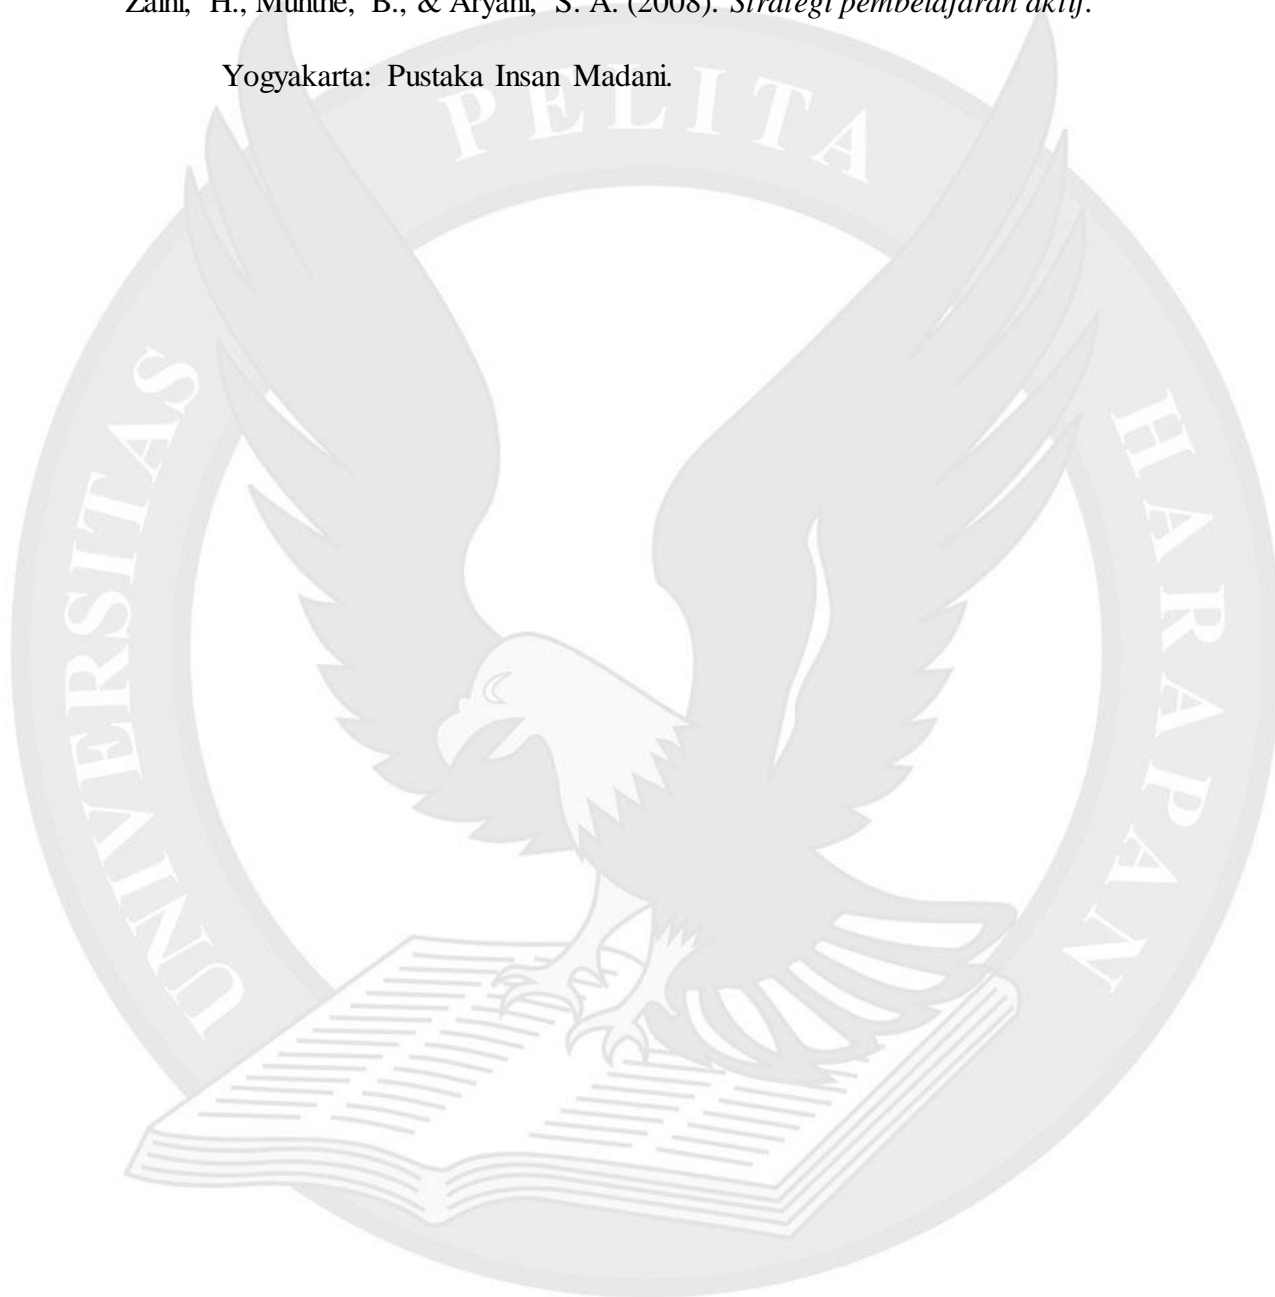 Zaini, H., Munthe, B., & Aryani, S. A. (2008). Strategi pembelajaran aktif.
Yogyakarta: Pustaka Insan Madani.
UNIVERSITAS PELITA HARAPAN